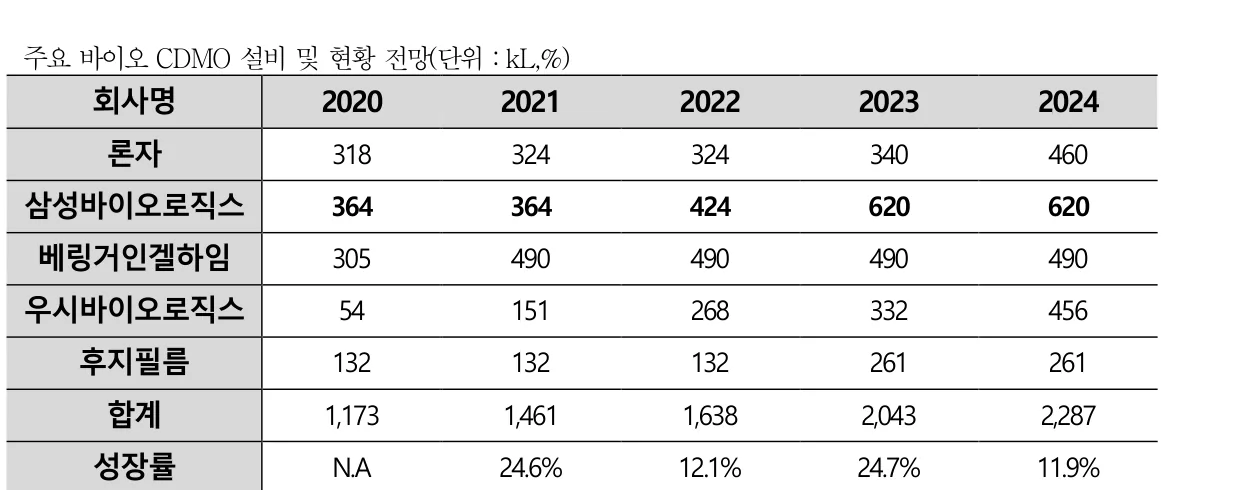 주요 바이오 CDMO 설비 및 현황 전망(단위 : kL,%)
회사명 2020 2021 2022 2023 2024
론자 318 324 324 340 460
삼성바이오로직스 364 364 424 620 620
베링거인겔하임 305 490 490 490 490
우시바이오로직스 54 151 268 332 456
후지필름 132 132 132 261 261
합계 1,173 1,461 1,638 2,043 2,287
성장률 N.A 24.6% 12.1% 24.7% 11.9%